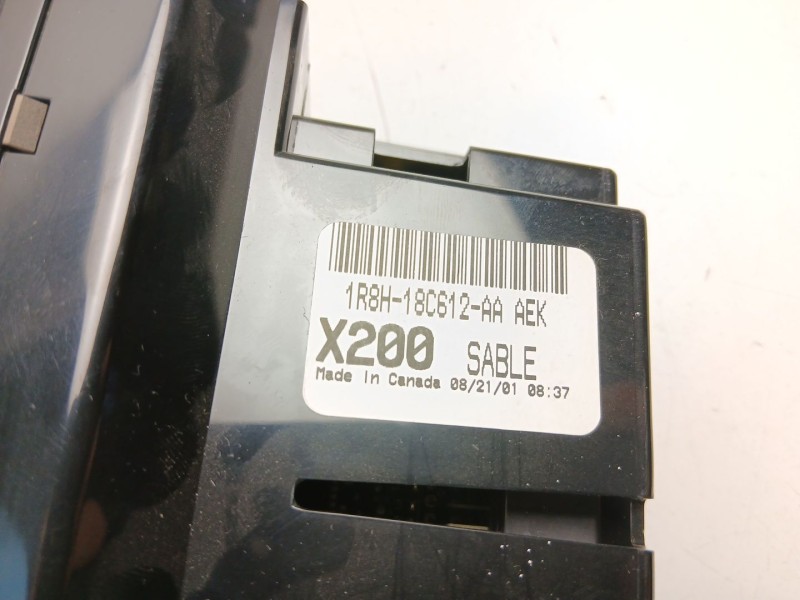 1R8H-18C612-AA AEK
X200 SABLE
Made In Canada 08/21/01 08:37